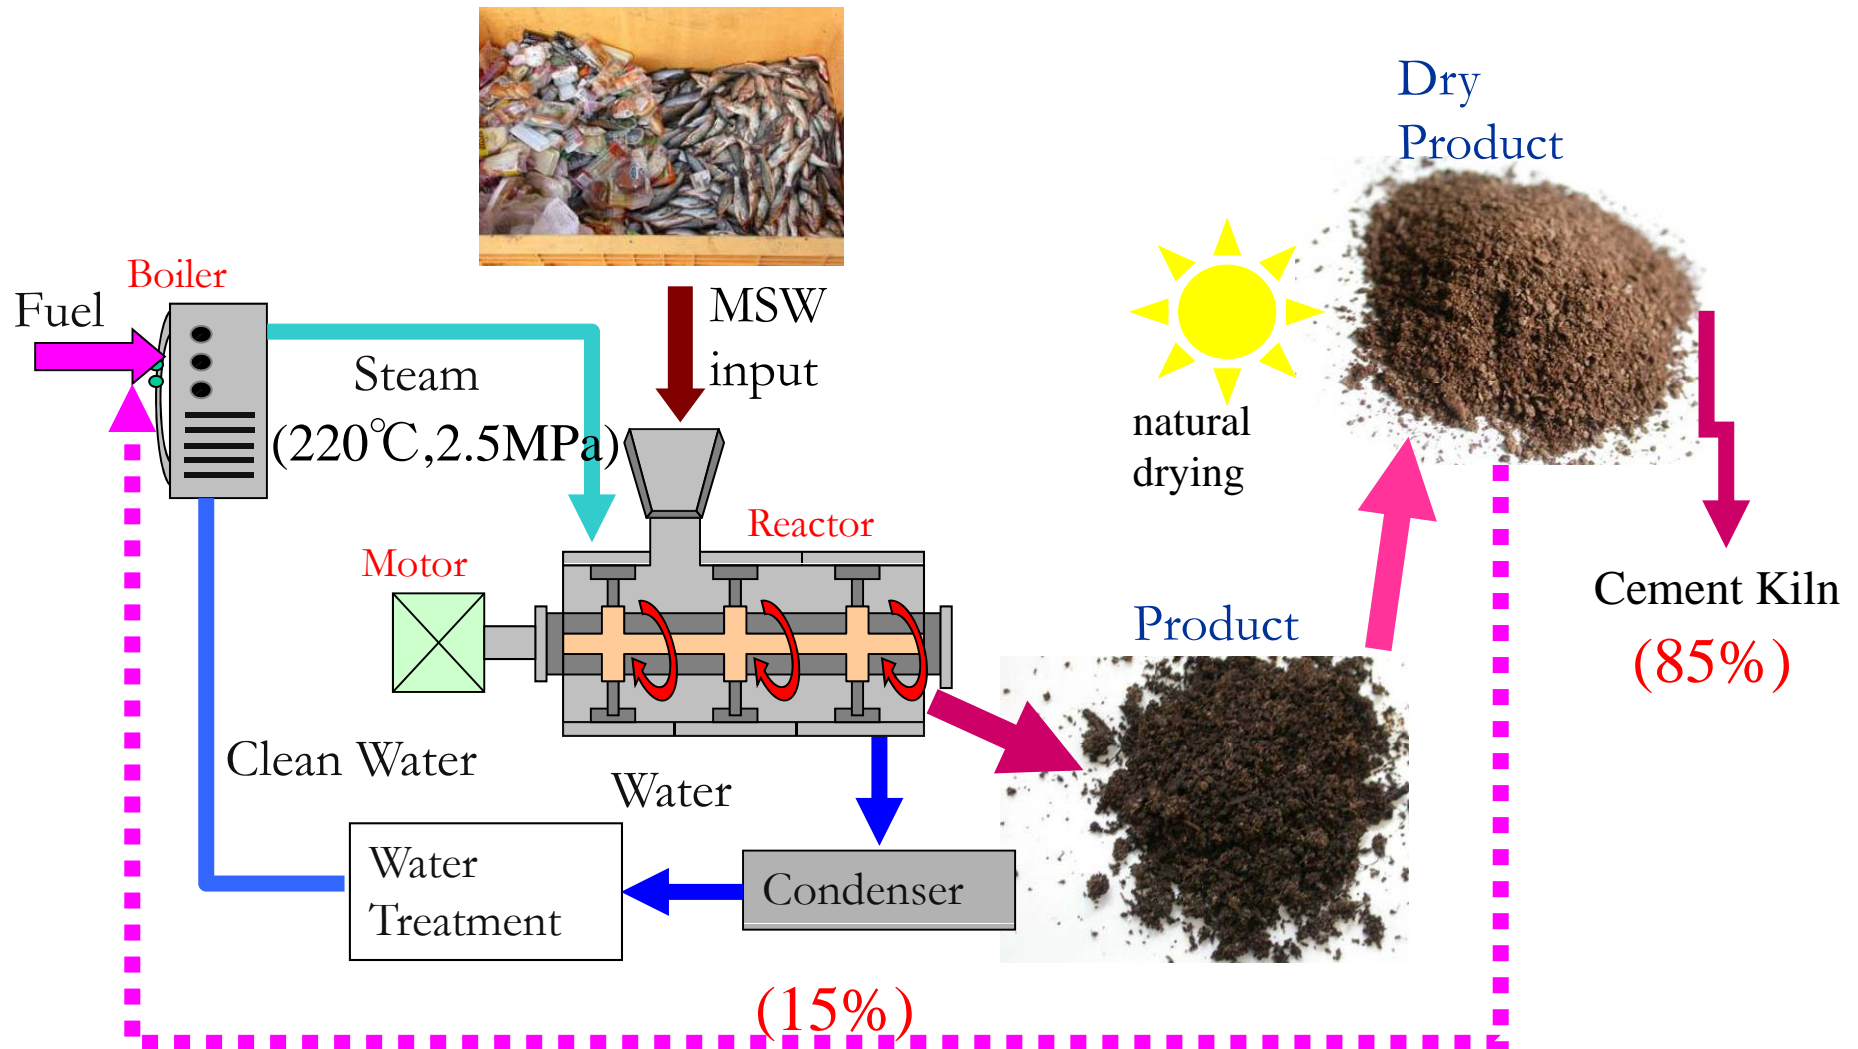 Dry
Product
Boiler
Fuel
MSW
input
Steam
(220℃,2.5MPa)
natural
drying
Reactor
Motor
Cement Kiln
(85%)
Product
Clean Water
Water
Water
Treatment
Condenser
(15%)